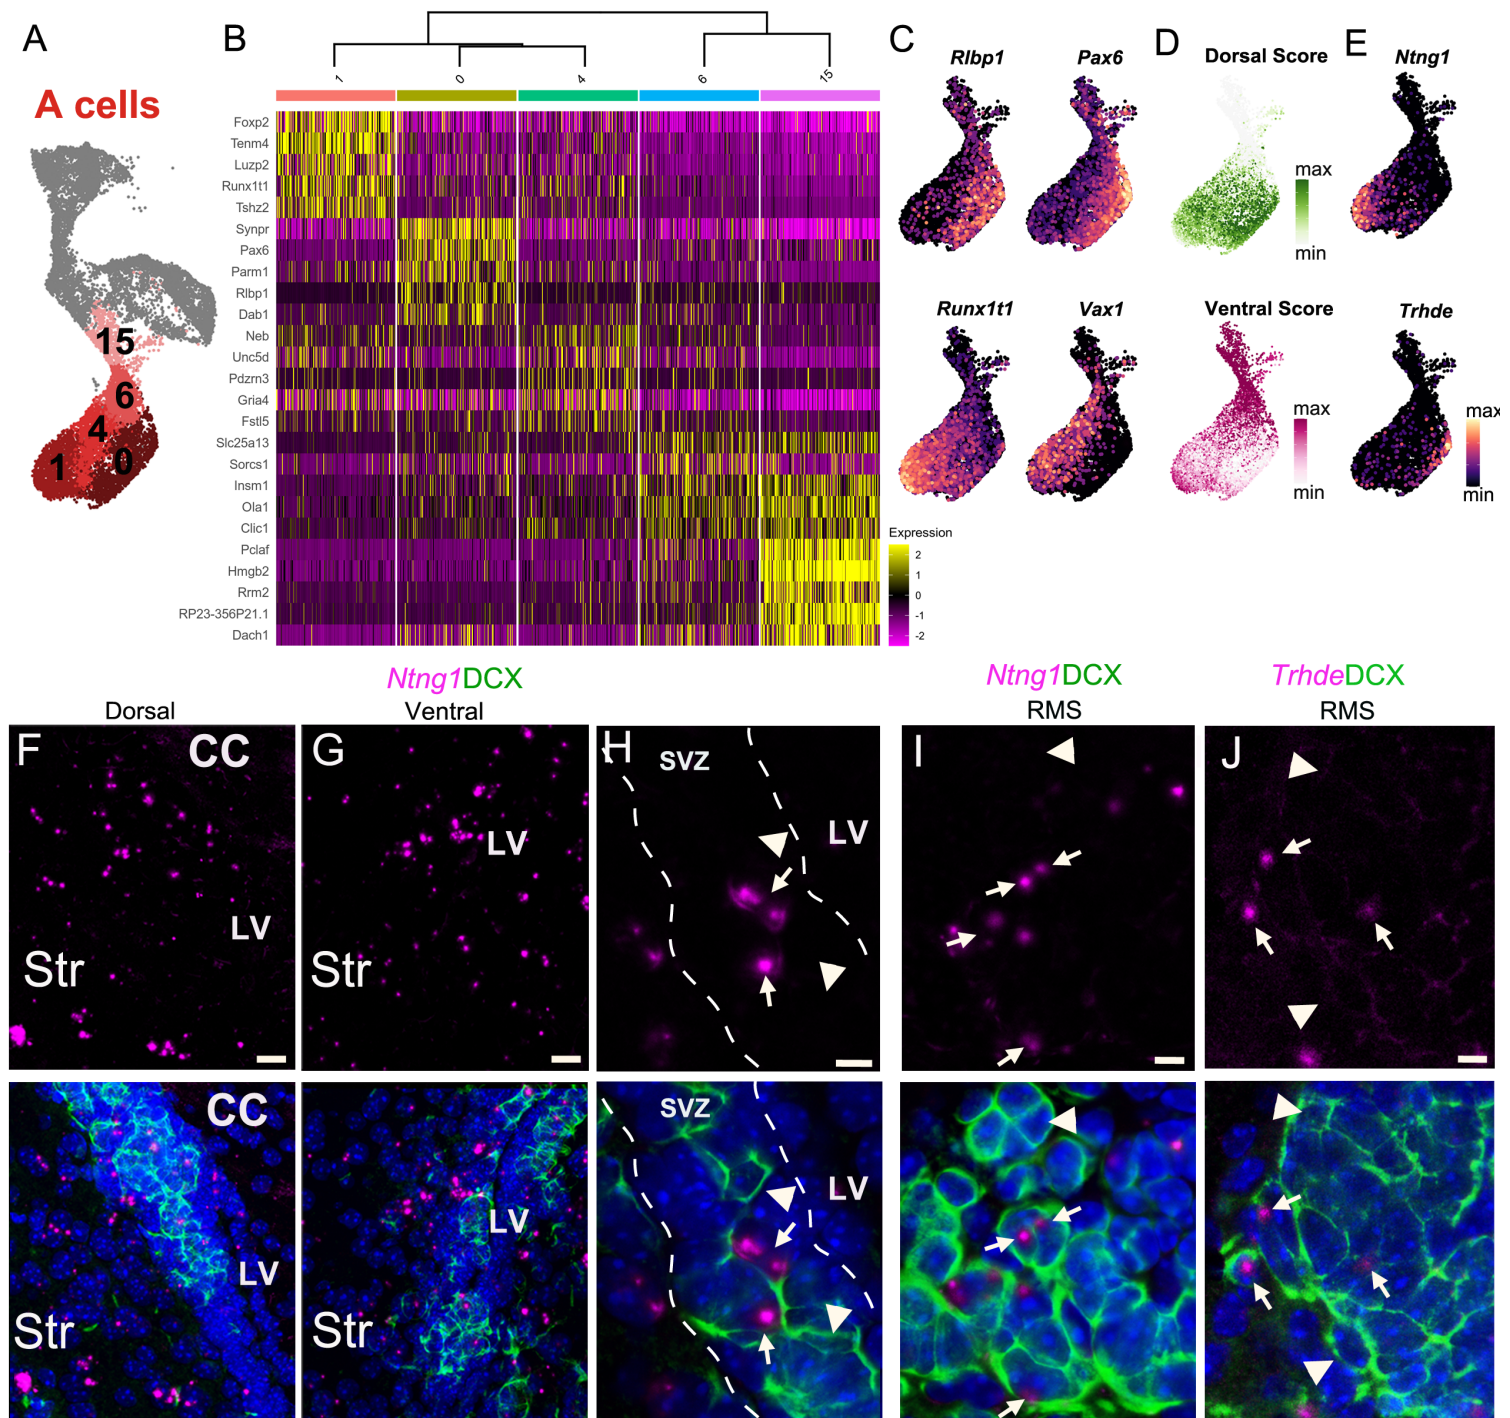 A
B
C
D
E
A cells
15
6
4
1
0
1
0
4
6
15
Foxp2
Tenm4
Luzp2
Runx1t1
Tshz2
Synpr
Pax6
Parm1
Rlbp1
Dab1
Neb
Unc5d
Pdzrn3
Gria4
Fstl5
Slc25a13
Sorcs1
Insm1
Ola1
Clic1
Pclaf
Hmgb2
Rrm2
RP23-356P21.1
Dach1
Expression
2
1
0
-1
-2
Rlbp1
Pax6
Runx1t1
Vax1
Dorsal Score
max
min
Ventral Score
max
min
Ntng1
Trhde
max
min
Ntng1DCX
Ntng1DCX
TrhdeDCX
Dorsal
Ventral
RMS
RMS
F
CC
LV
Str
G
LV
Str
H
SVZ
LV
I
J
CC
LV
Str
LV
Str
SVZ
LV